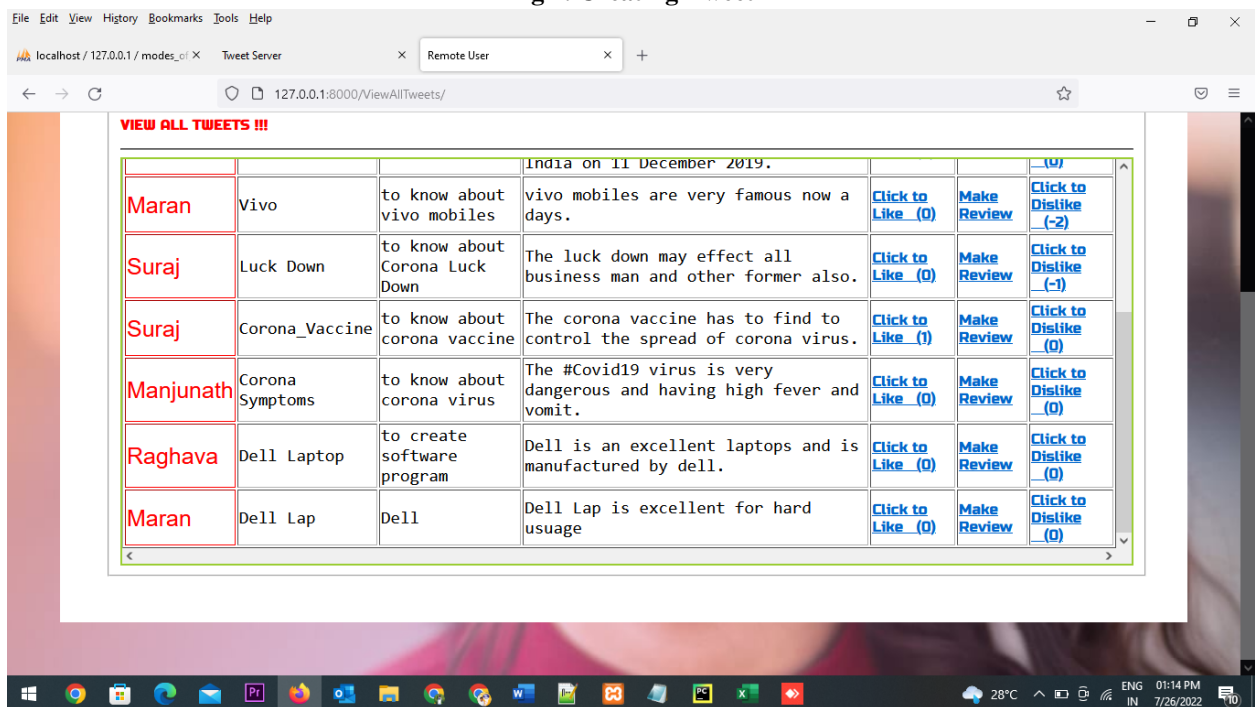 File Edit View History Bookmarks Tools Help
localhost / 127.0.0.1 / modes_of
Tweet Server
Remote User
127.0.0.1:8000/ViewAllTweets/
VIEW ALL TWEETS !!!
India on 11 December 2019.
(0)
Maran
Vivo
to know about
vivo mobiles
vivo mobiles are very famous now a
days.
Click to
Like (0)
Make
Review
Click to
Dislike
(-2)
Suraj
Luck Down
to know about
Corona Luck
Down
The luck down may effect all
business man and other former also.
Click to
Like (0)
Make
Review
Click to
Dislike
(-1)
Suraj
Corona_Vaccine
to know about
corona vaccine
The corona vaccine has to find to
control the spread of corona virus.
Click to
Like (1)
Make
Review
Click to
Dislike
(0)
Manjunath
Corona
Symptoms
to know about
corona virus
The #Covid19 virus is very
dangerous and having high fever and
vomit.
Click to
Like (0)
Make
Review
Click to
Dislike
(0)
Raghava
Dell Laptop
to create
software
program
Dell is an excellent laptops and is
manufactured by dell.
Click to
Like (0)
Make
Review
Click to
Dislike
(0)
Maran
Dell Lap
Dell
Dell Lap is excellent for hard
usuage
Click to
Like (0)
Make
Review
Click to
Dislike
(0)
28°C
ENG
IN
01:14 PM
7/26/2022